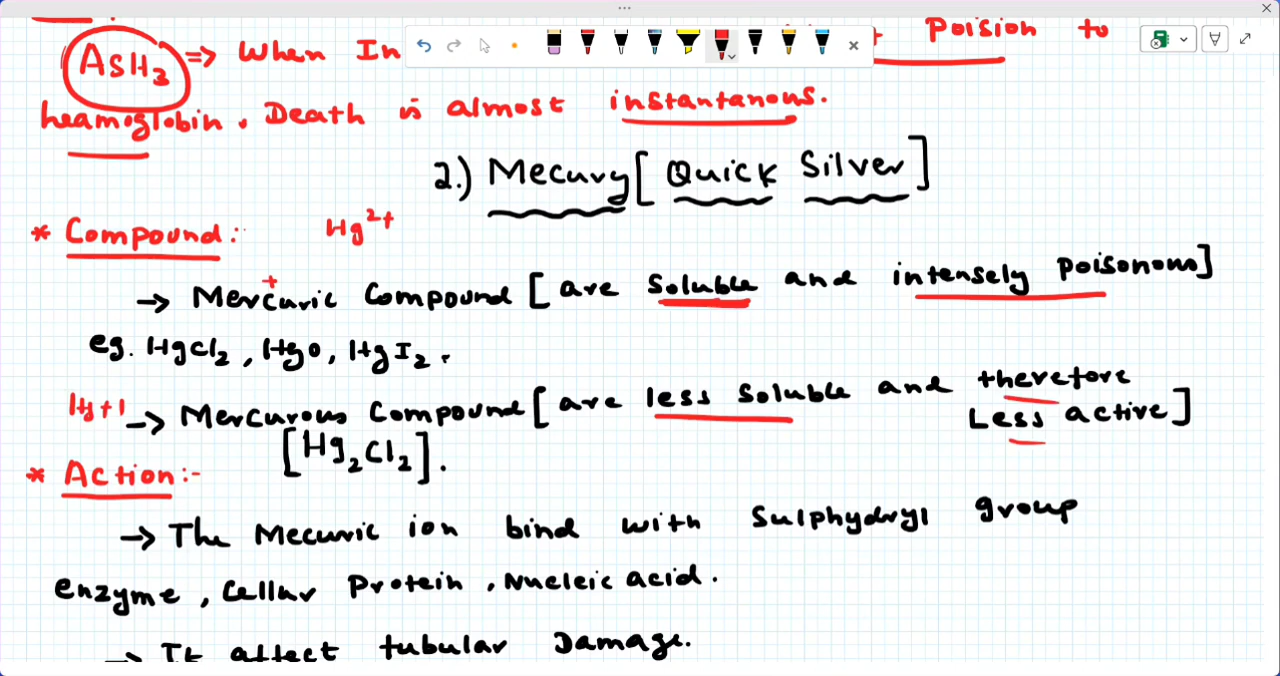 AsH3 => When In Poision to
heamoglobin. Death is almost instantanous.
2.) Mecury [Quick Silver]
* Compound:- Hg2+
+
→ Mercuric Compound [are soluble and intensely poisonous]
eg. HgCl2, HgO, HgI2.
Hg+1 → Mercurous Compound [are less soluble and therefore
Less active]
[Hg2Cl2].
* Action:-
→ The Mecuric ion bind with Sulphydryl group
enzyme, Cellular Protein, Nucleic acid.
→ It affect tubular Damage.